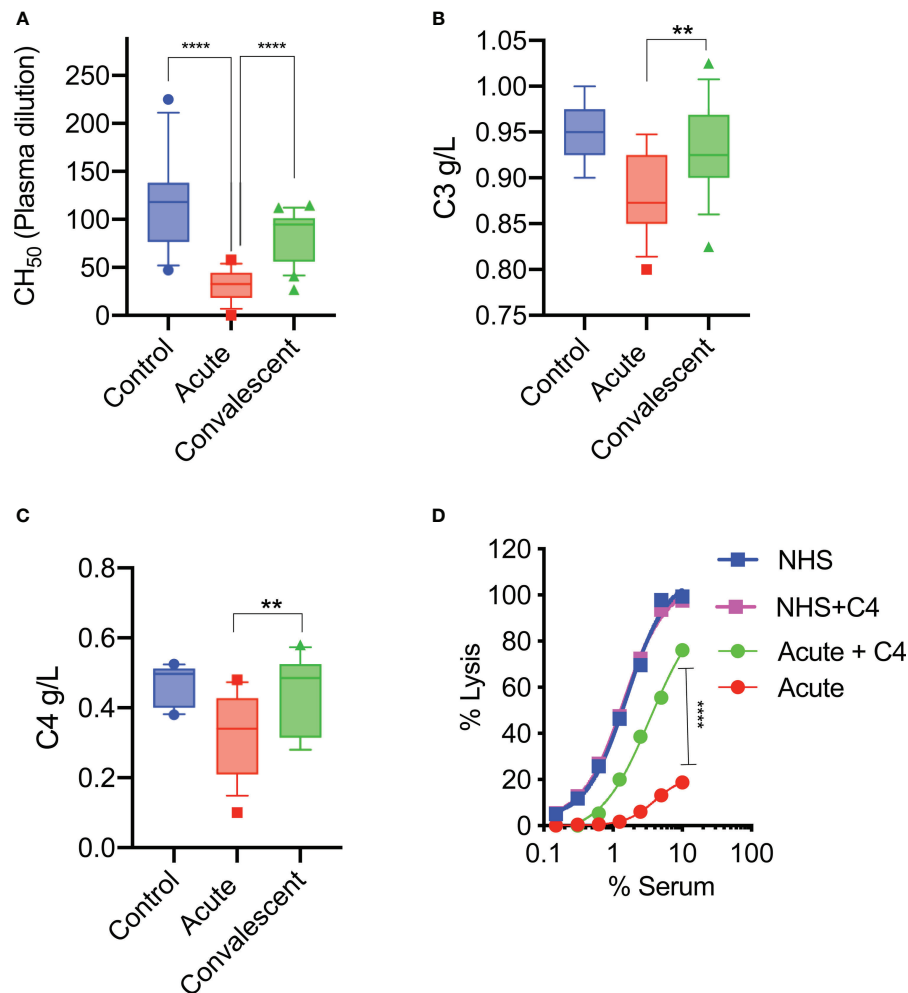 A
CH50 (Plasma dilution)
250
200
150
100
50
0
****
****
Control
Acute
Convalescent
B
C3 g/L
1.05
1.00
0.95
0.90
0.85
0.80
0.75
**
Control
Acute
Convalescent
C
C4 g/L
0.8
0.6
0.4
0.2
0.0
**
Control
Acute
Convalescent
D
% Lysis
120
100
80
60
40
20
0
0.1
1
10
100
% Serum
****
NHS
NHS+C4
Acute + C4
Acute